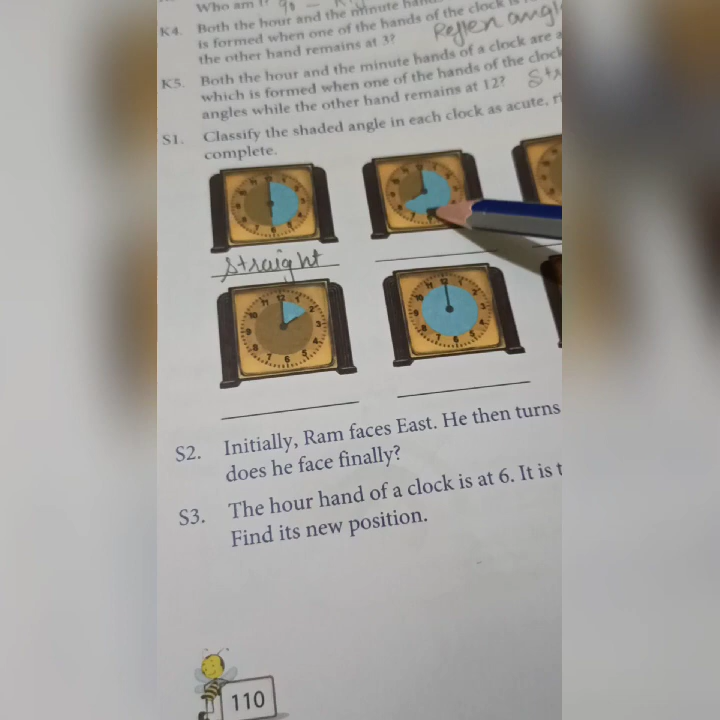 Who am I? 90
K4. Both the hour and the minute
is formed when one of the hands of the clock is
the other hand remains at 3? Reflex angl
K5. Both the hour and the minute hands of a clock are a
which is formed when one of the hands of the clock
angles while the other hand remains at 12? Str
S1. Classify the shaded angle in each clock as acute, ri
complete.
straight
S2. Initially, Ram faces East. He then turns
does he face finally?
S3. The hour hand of a clock is at 6. It is t
Find its new position.
110